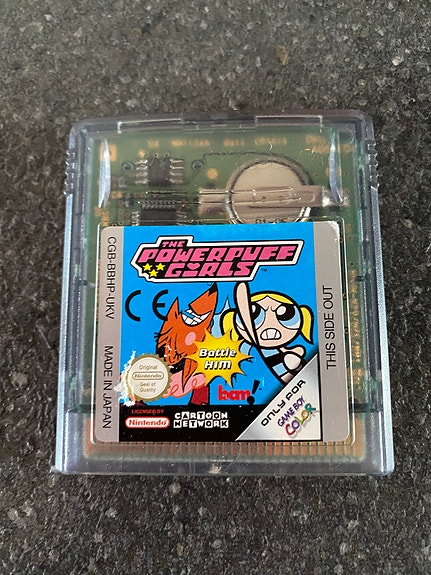 THE
POWERPUFF
GIRLS
TM
CGB-BBHP-UKV
MADE IN JAPAN
CE
Battle
HIM
Original
Nintendo
Seal of
Quality
bam!
LICENSED BY
Nintendo
CARTOON
NETWORK
ONLY FOR
GAME BOY
COLOR
THIS SIDE OUT